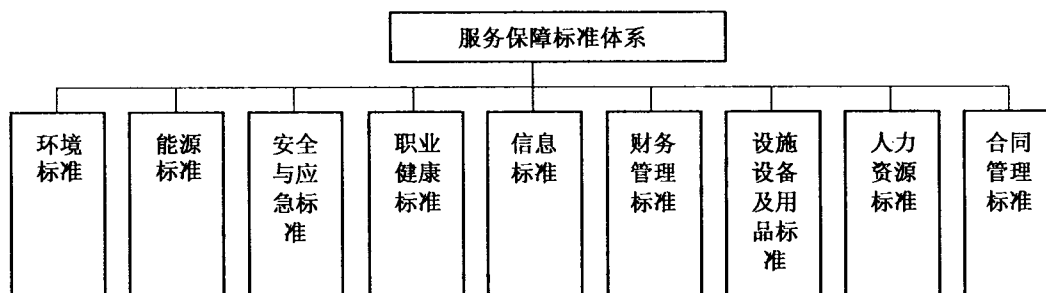 服务保障标准体系
环境
标准
能源
标准
安全
与应
急标
准
职业
健康
标准
信息
标准
财务
管理
标准
设施
设备
及用
品标
准
人力
资源
标准
合同
管理
标准